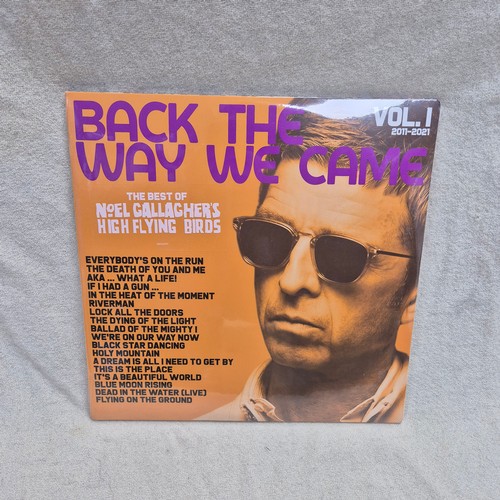 BACK THE
WAY WE CAME
VOL. I
2011-2021
THE BEST OF
NOEL GALLAGHER'S
HIGH FLYING BIRDS
EVERYBODY'S ON THE RUN
THE DEATH OF YOU AND ME
AKA ... WHAT A LIFE!
IF I HAD A GUN ...
IN THE HEAT OF THE MOMENT
RIVERMAN
LOCK ALL THE DOORS
THE DYING OF THE LIGHT
BALLAD OF THE MIGHTY I
WE'RE ON OUR WAY NOW
BLACK STAR DANCING
HOLY MOUNTAIN
A DREAM IS ALL I NEED TO GET BY
THIS IS THE PLACE
IT'S A BEAUTIFUL WORLD
BLUE MOON RISING
DEAD IN THE WATER (LIVE)
FLYING ON THE GROUND